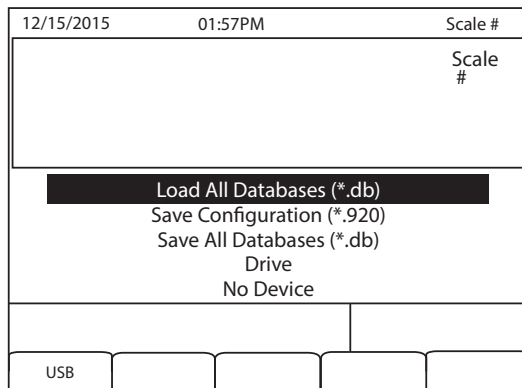 12/15/2015 01:57PM Scale #
Scale
#
Load All Databases (*.db)
Save Configuration (*.920)
Save All Databases (*.db)
Drive
No Device
USB